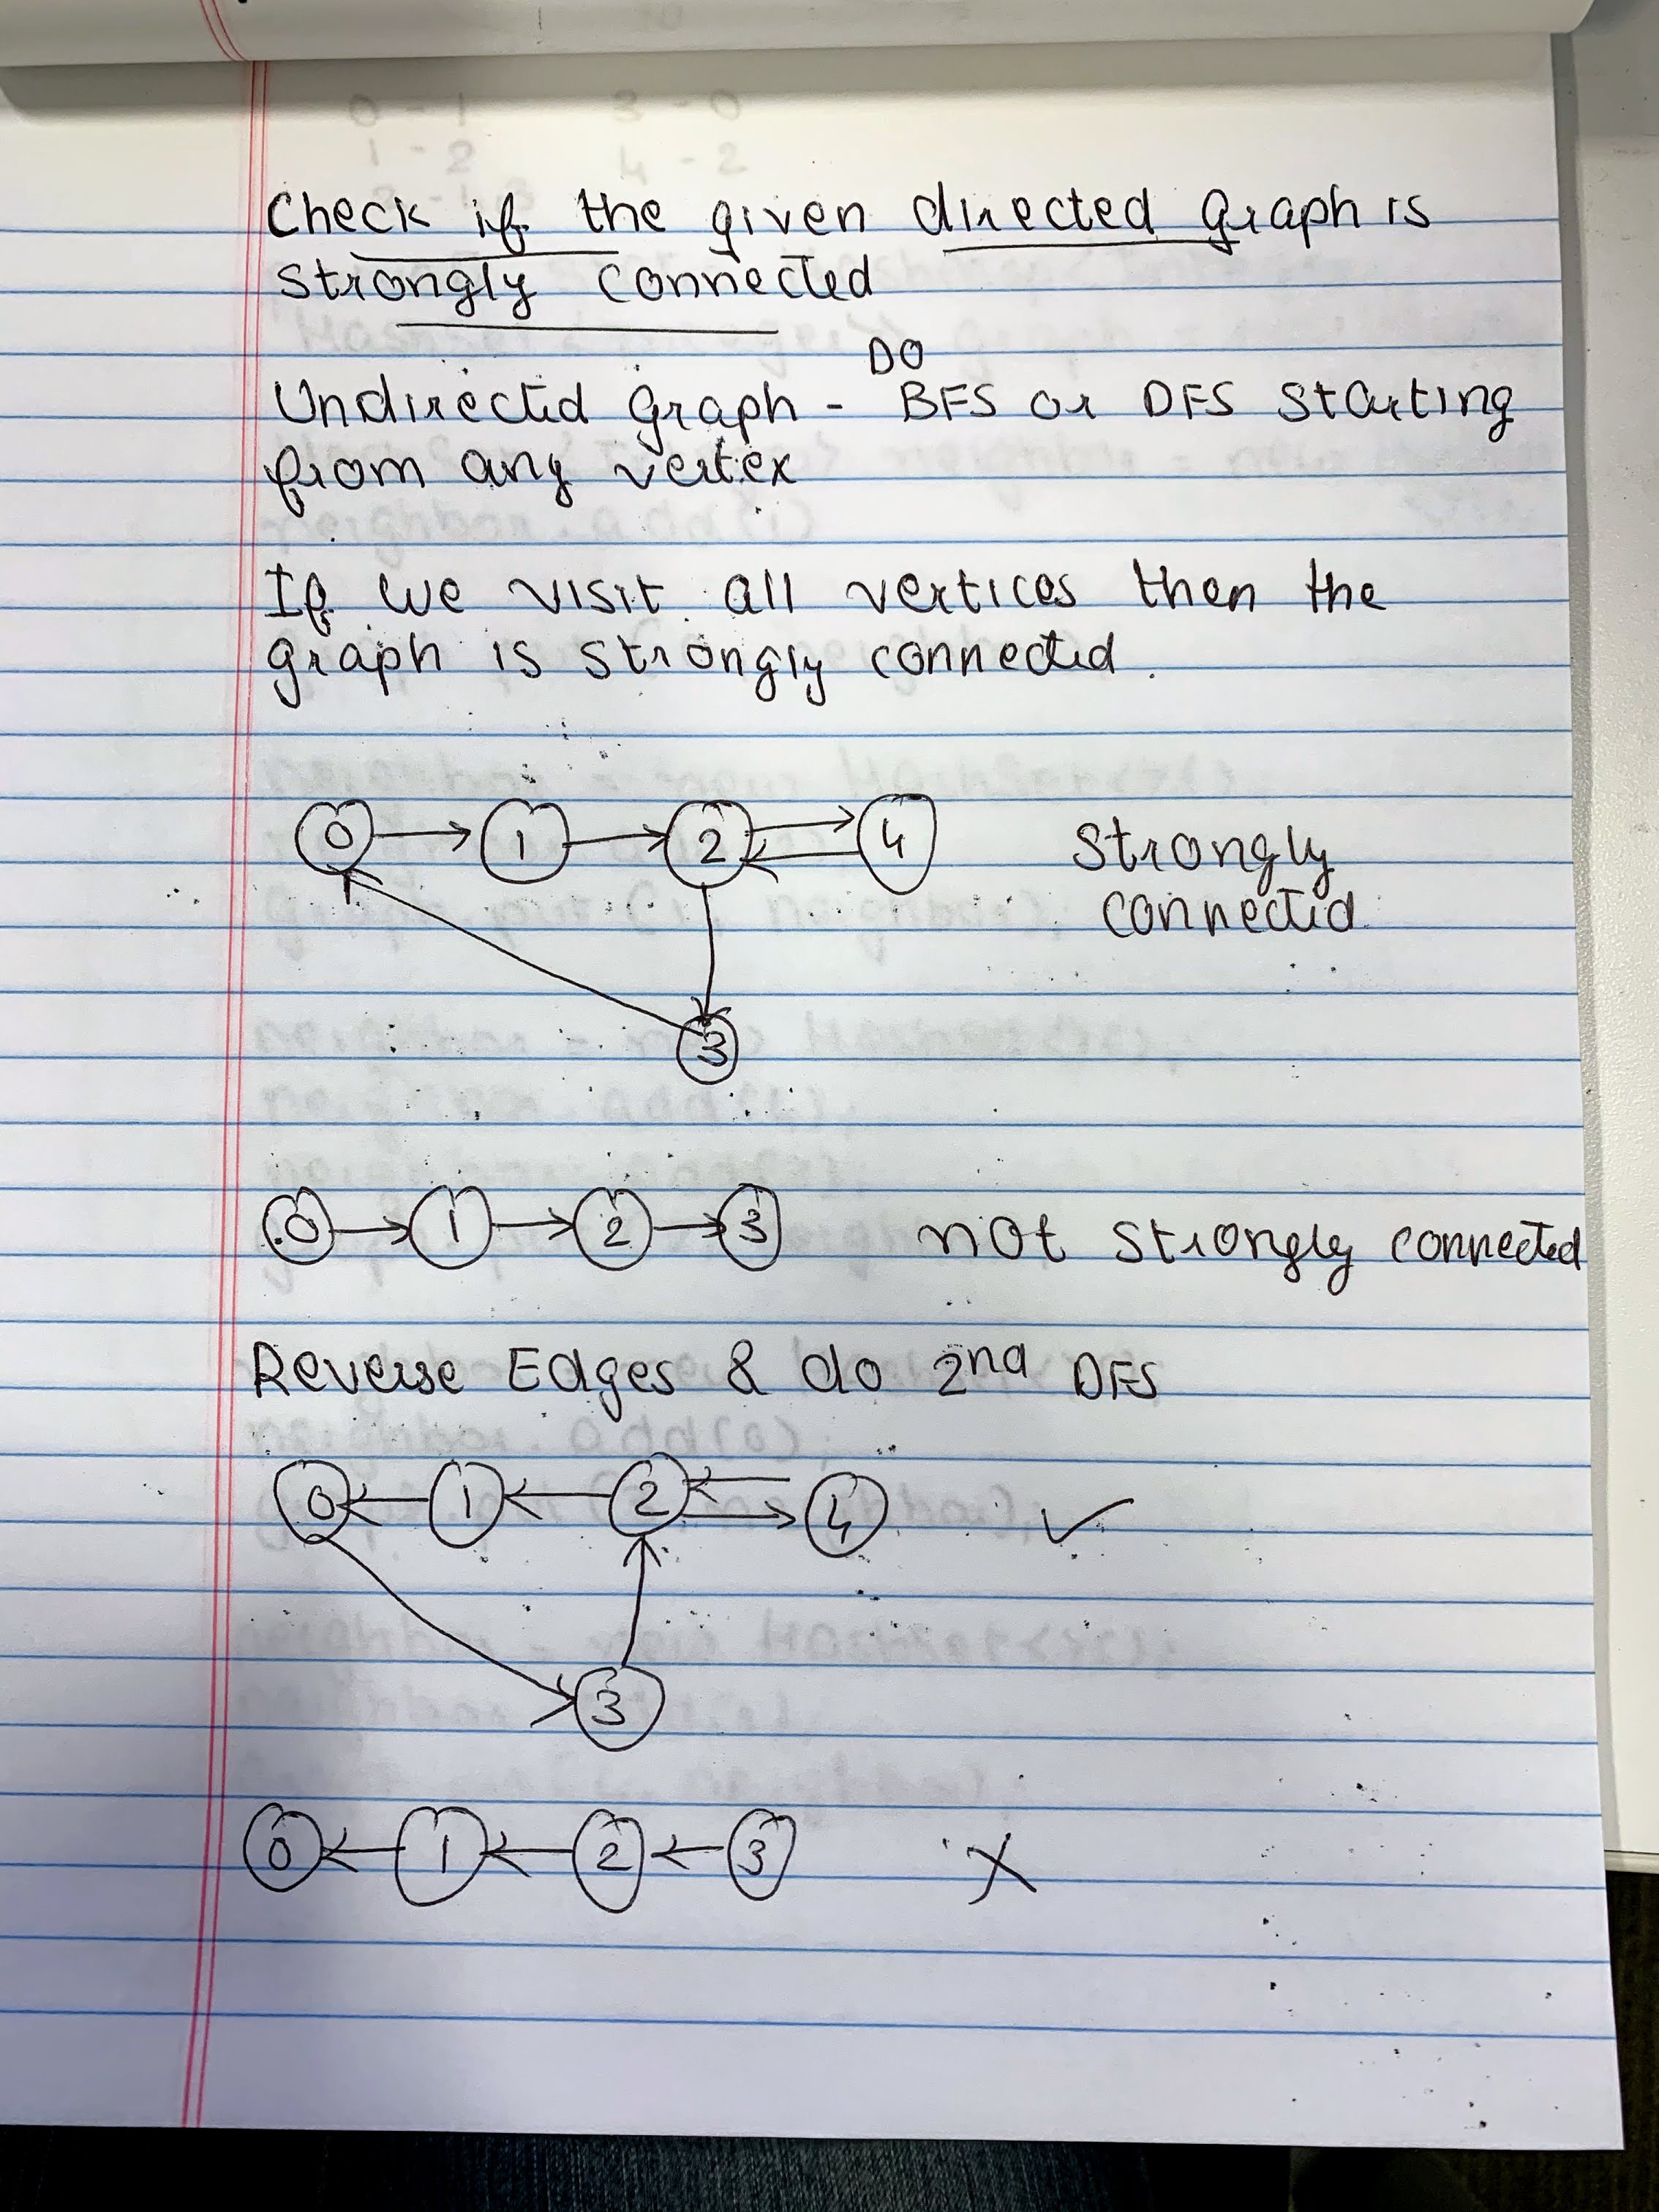 Check if the given directed graph is
strongly connected
DO
Undirected graph - BFS or DFS starting
from any vertex
If we visit all vertices then the
graph is strongly connected.
0 1 2 4 Strongly
connected
3
0 1 2 3 not strongly connected
Reverse Edges & do 2nd DFS
0 1 2 4 ✓
3
0 1 2 3 X